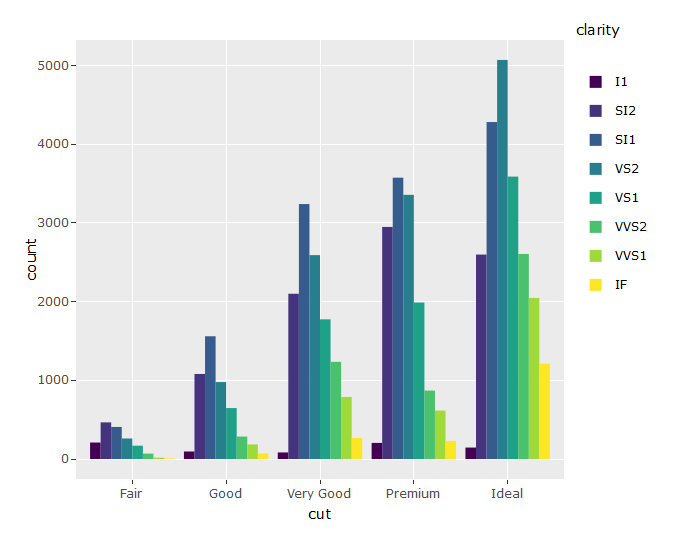 clarity
I1
SI2
SI1
VS2
VS1
VVS2
VVS1
IF
count
5000
4000
3000
2000
1000
0
Fair Good Very Good Premium Ideal
cut